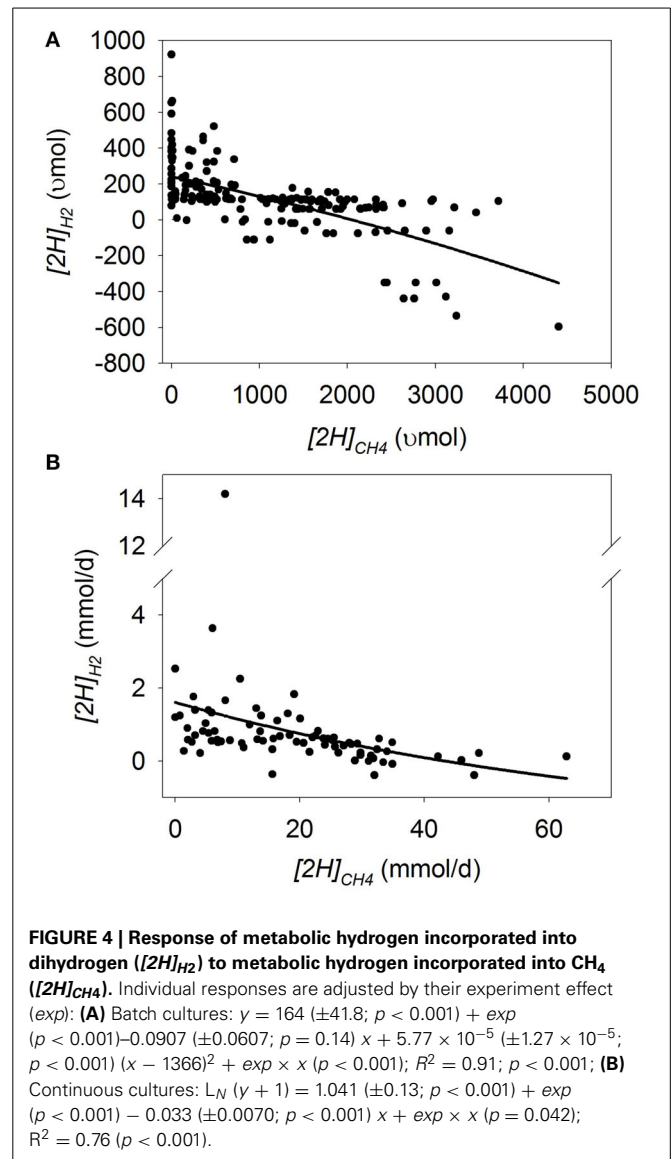 A
1000
800
600
400
200
0
-200
-400
-600
-800
[2H]H2 (υmol)
0 1000 2000 3000 4000 5000
[2H]CH4 (υmol)
B
14
12
4
2
0
[2H]H2 (mmol/d)
0 20 40 60
[2H]CH4 (mmol/d)
FIGURE 4 | Response of metabolic hydrogen incorporated into
dihydrogen ([2H]H2) to metabolic hydrogen incorporated into CH4
([2H]CH4). Individual responses are adjusted by their experiment effect
(exp): (A) Batch cultures: y = 164 (±41.8; p < 0.001) + exp
(p < 0.001)–0.0907 (±0.0607; p = 0.14) x + 5.77 × 10⁻⁵ (±1.27 × 10⁻⁵;
p < 0.001) (x − 1366)² + exp × x (p < 0.001); R² = 0.91; p < 0.001; (B)
Continuous cultures: LN (y + 1) = 1.041 (±0.13; p < 0.001) + exp
(p < 0.001) − 0.033 (±0.0070; p < 0.001) x + exp × x (p = 0.042);
R² = 0.76 (p < 0.001).